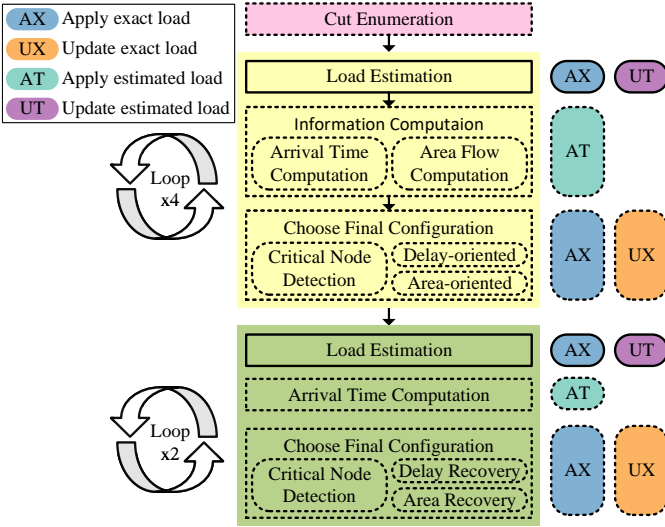 AX Apply exact load
UX Update exact load
AT Apply estimated load
UT Update estimated load
Cut Enumeration
Load Estimation
AX UT
Information Computaion
Arrival Time
Computation
Area Flow
Computation
AT
Loop
x4
Choose Final Configuration
Critical Node
Detection
Delay-oriented
Area-oriented
AX UX
Load Estimation
AX UT
Arrival Time Computation
AT
Loop
x2
Choose Final Configuration
Critical Node
Detection
Delay Recovery
Area Recovery
AX UX